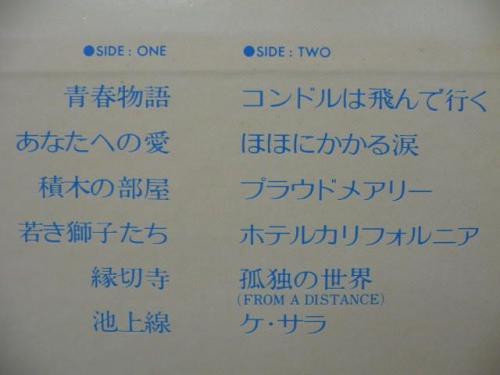 ●SIDE : ONE
青春物語
あなたへの愛
積木の部屋
若き獅子たち
縁切寺
池上線
●SIDE : TWO
コンドルは飛んで行く
ほほにかかる涙
プラウドメアリー
ホテルカリフォルニア
孤独の世界
(FROM A DISTANCE)
ケ・サラ